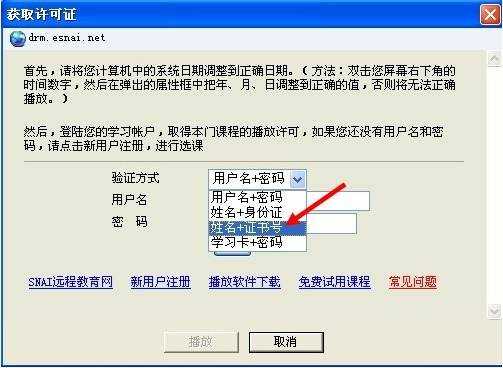 获取许可证
drm.esnai.net
首先，请将您计算机中的系统日期调整到正确日期。（方法：双击您屏幕右下角的
时间数字，然后在弹出的属性框中把年、月、日调整到正确的值，否则将无法正确
播放。）
然后，登陆您的学习帐户，取得本门课程的播放许可，如果您还没有用户名和密
码，请点击新用户注册，进行选课
验证方式 用户名+密码
用户名 用户名+密码
姓名+身份证
密 码 姓名+证书号
学习卡+密码
SNAI远程教育网 新用户注册 播放软件下载 免费试用课程 常见问题
播放 取消